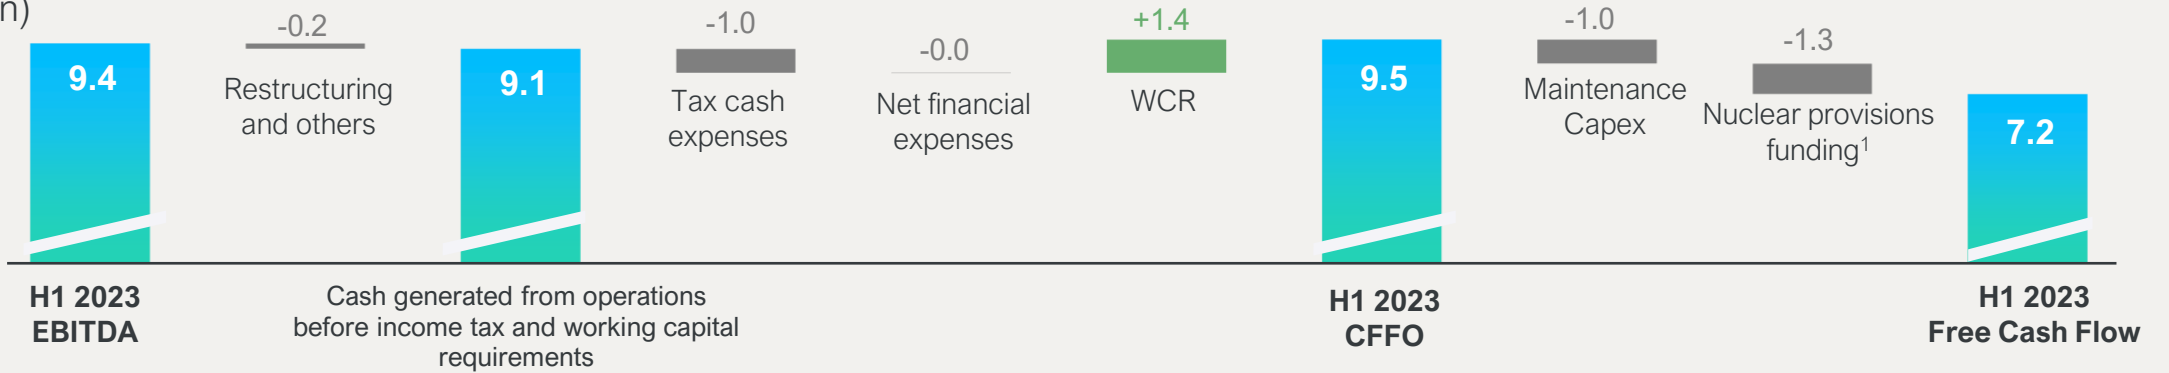 n)
9.4
-0.2
Restructuring
and others
9.1
-1.0
Tax cash
expenses
-0.0
Net financial
expenses
+1.4
WCR
9.5
-1.0
Maintenance
Capex
-1.3
Nuclear provisions
funding¹
7.2
H1 2023
EBITDA
Cash generated from operations
before income tax and working capital
requirements
H1 2023
CFFO
H1 2023
Free Cash Flow